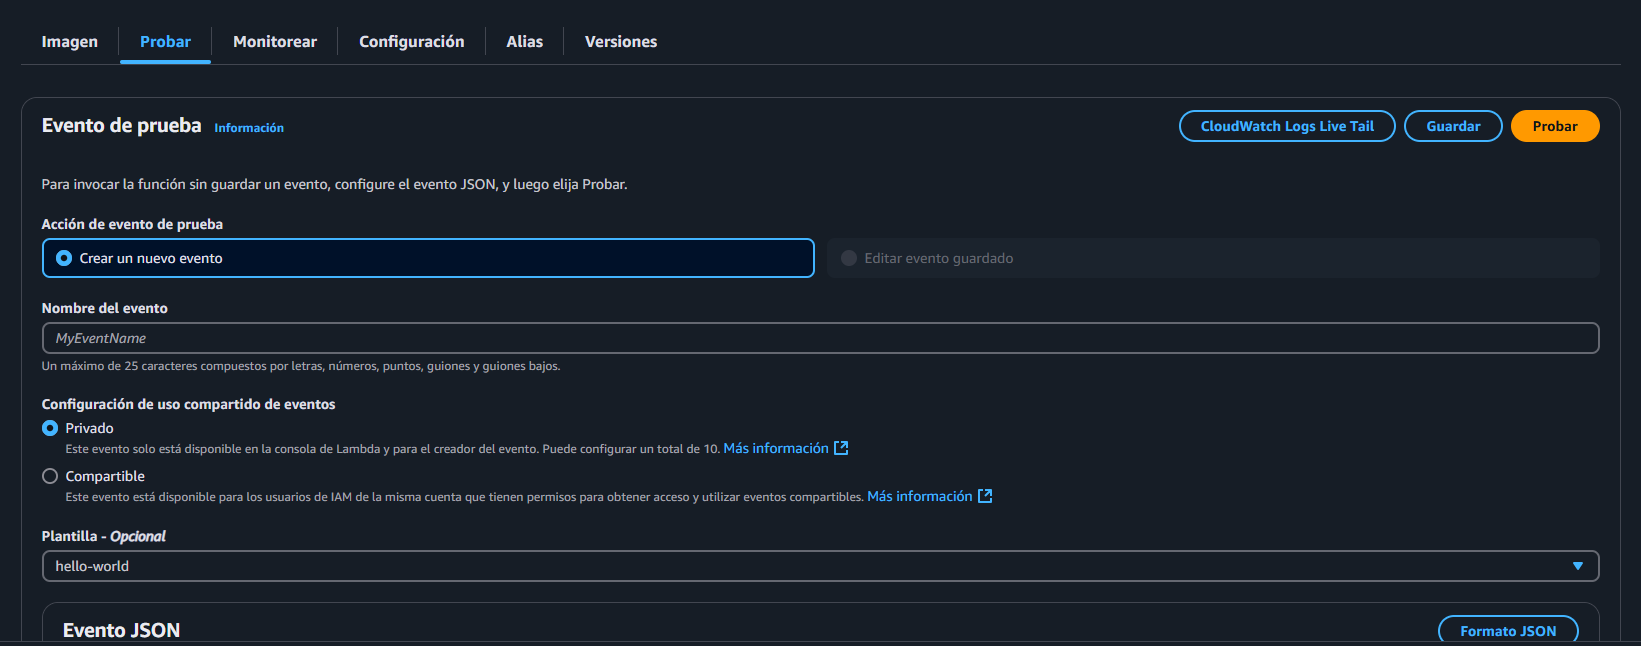 Imagen Probar Monitorear Configuración Alias Versiones
Evento de prueba Información CloudWatch Logs Live Tail Guardar Probar
Para invocar la función sin guardar un evento, configure el evento JSON, y luego elija Probar.
Acción de evento de prueba
Crear un nuevo evento Editar evento guardado
Nombre del evento
MyEventName
Un máximo de 25 caracteres compuestos por letras, números, puntos, guiones y guiones bajos.
Configuración de uso compartido de eventos
Privado
Este evento solo está disponible en la consola de Lambda y para el creador del evento. Puede configurar un total de 10. Más información
Compartible
Este evento está disponible para los usuarios de IAM de la misma cuenta que tienen permisos para obtener acceso y utilizar eventos compartibles. Más información
Plantilla - Opcional
hello-world
Evento JSON Formato JSON